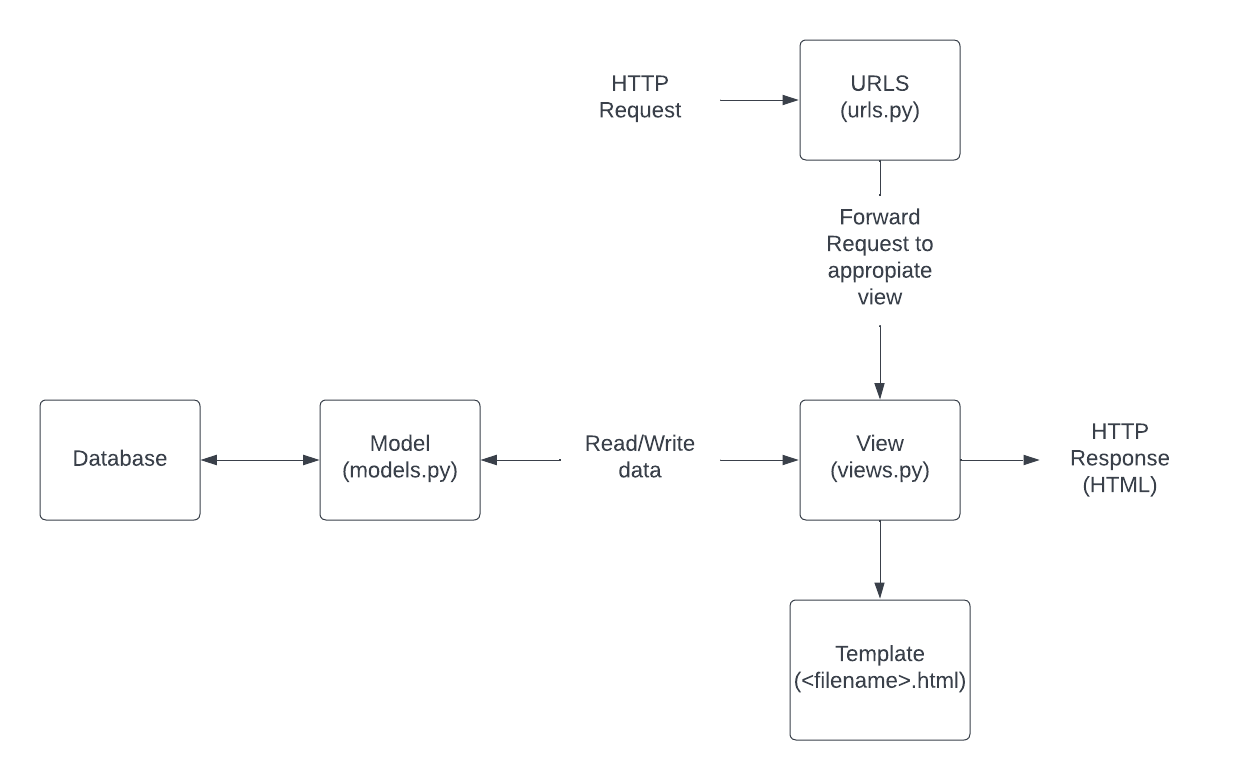 HTTP
Request
URLS
(urls.py)
Forward
Request to
appropiate
view
Database
Model
(models.py)
Read/Write
data
View
(views.py)
HTTP
Response
(HTML)
Template
(<filename>.html)